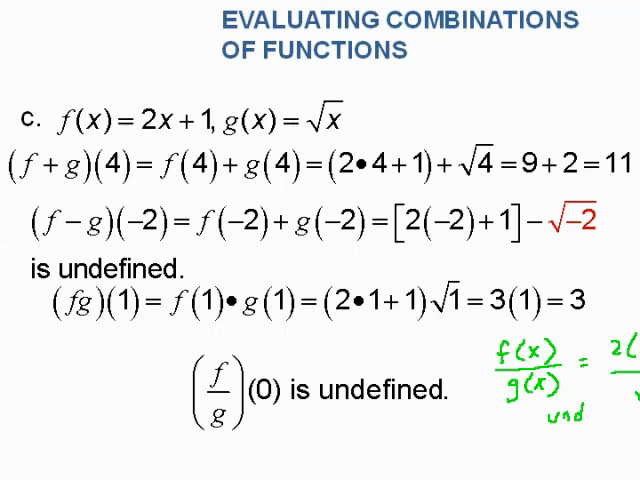 EVALUATING COMBINATIONS
OF FUNCTIONS
c. f(x) = 2x + 1, g(x) = √x
(f + g)(4) = f(4) + g(4) = (2•4 + 1) + √4 = 9 + 2 = 11
(f − g)(−2) = f(−2) + g(−2) = [2(−2) + 1] − √−2
is undefined.
(fg)(1) = f(1)• g(1) = (2•1 + 1)√1 = 3(1) = 3
(f/g)(0) is undefined.
f(x)/g(x) = 2(
und